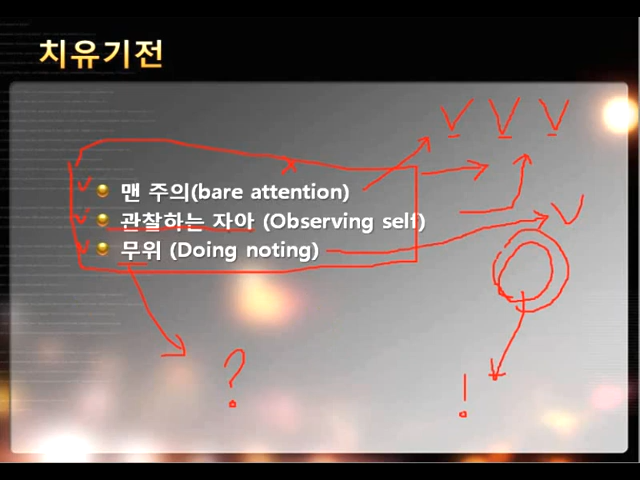 치유기전
V V V
맨 주의(bare attention)
관찰하는 자아 (Observing self)
V
무위 (Doing noting)
?
!